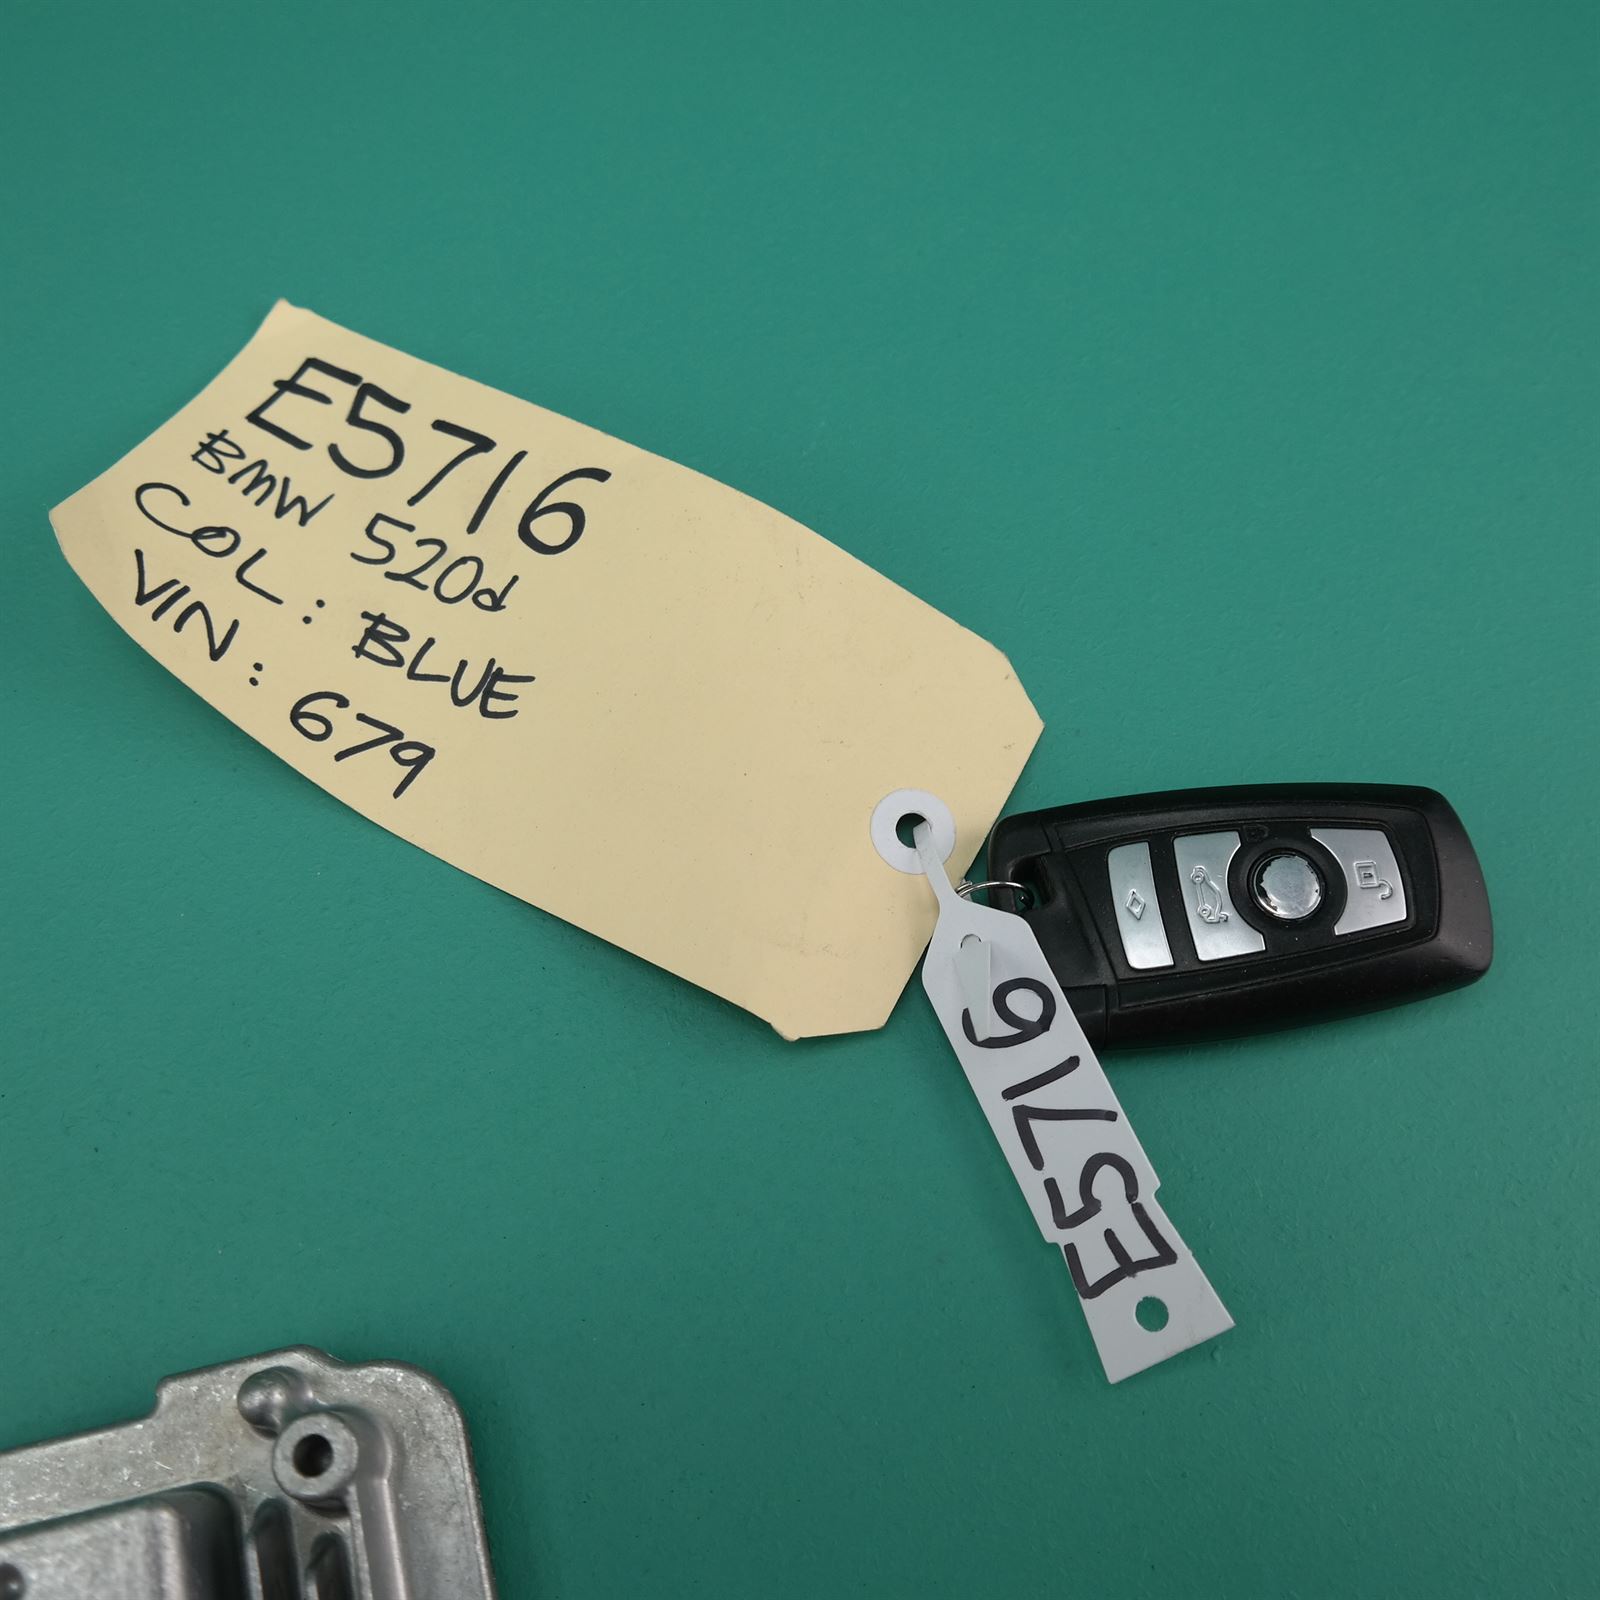 E5716
BMW 520d
COL : BLUE
VIN : 679
E5716